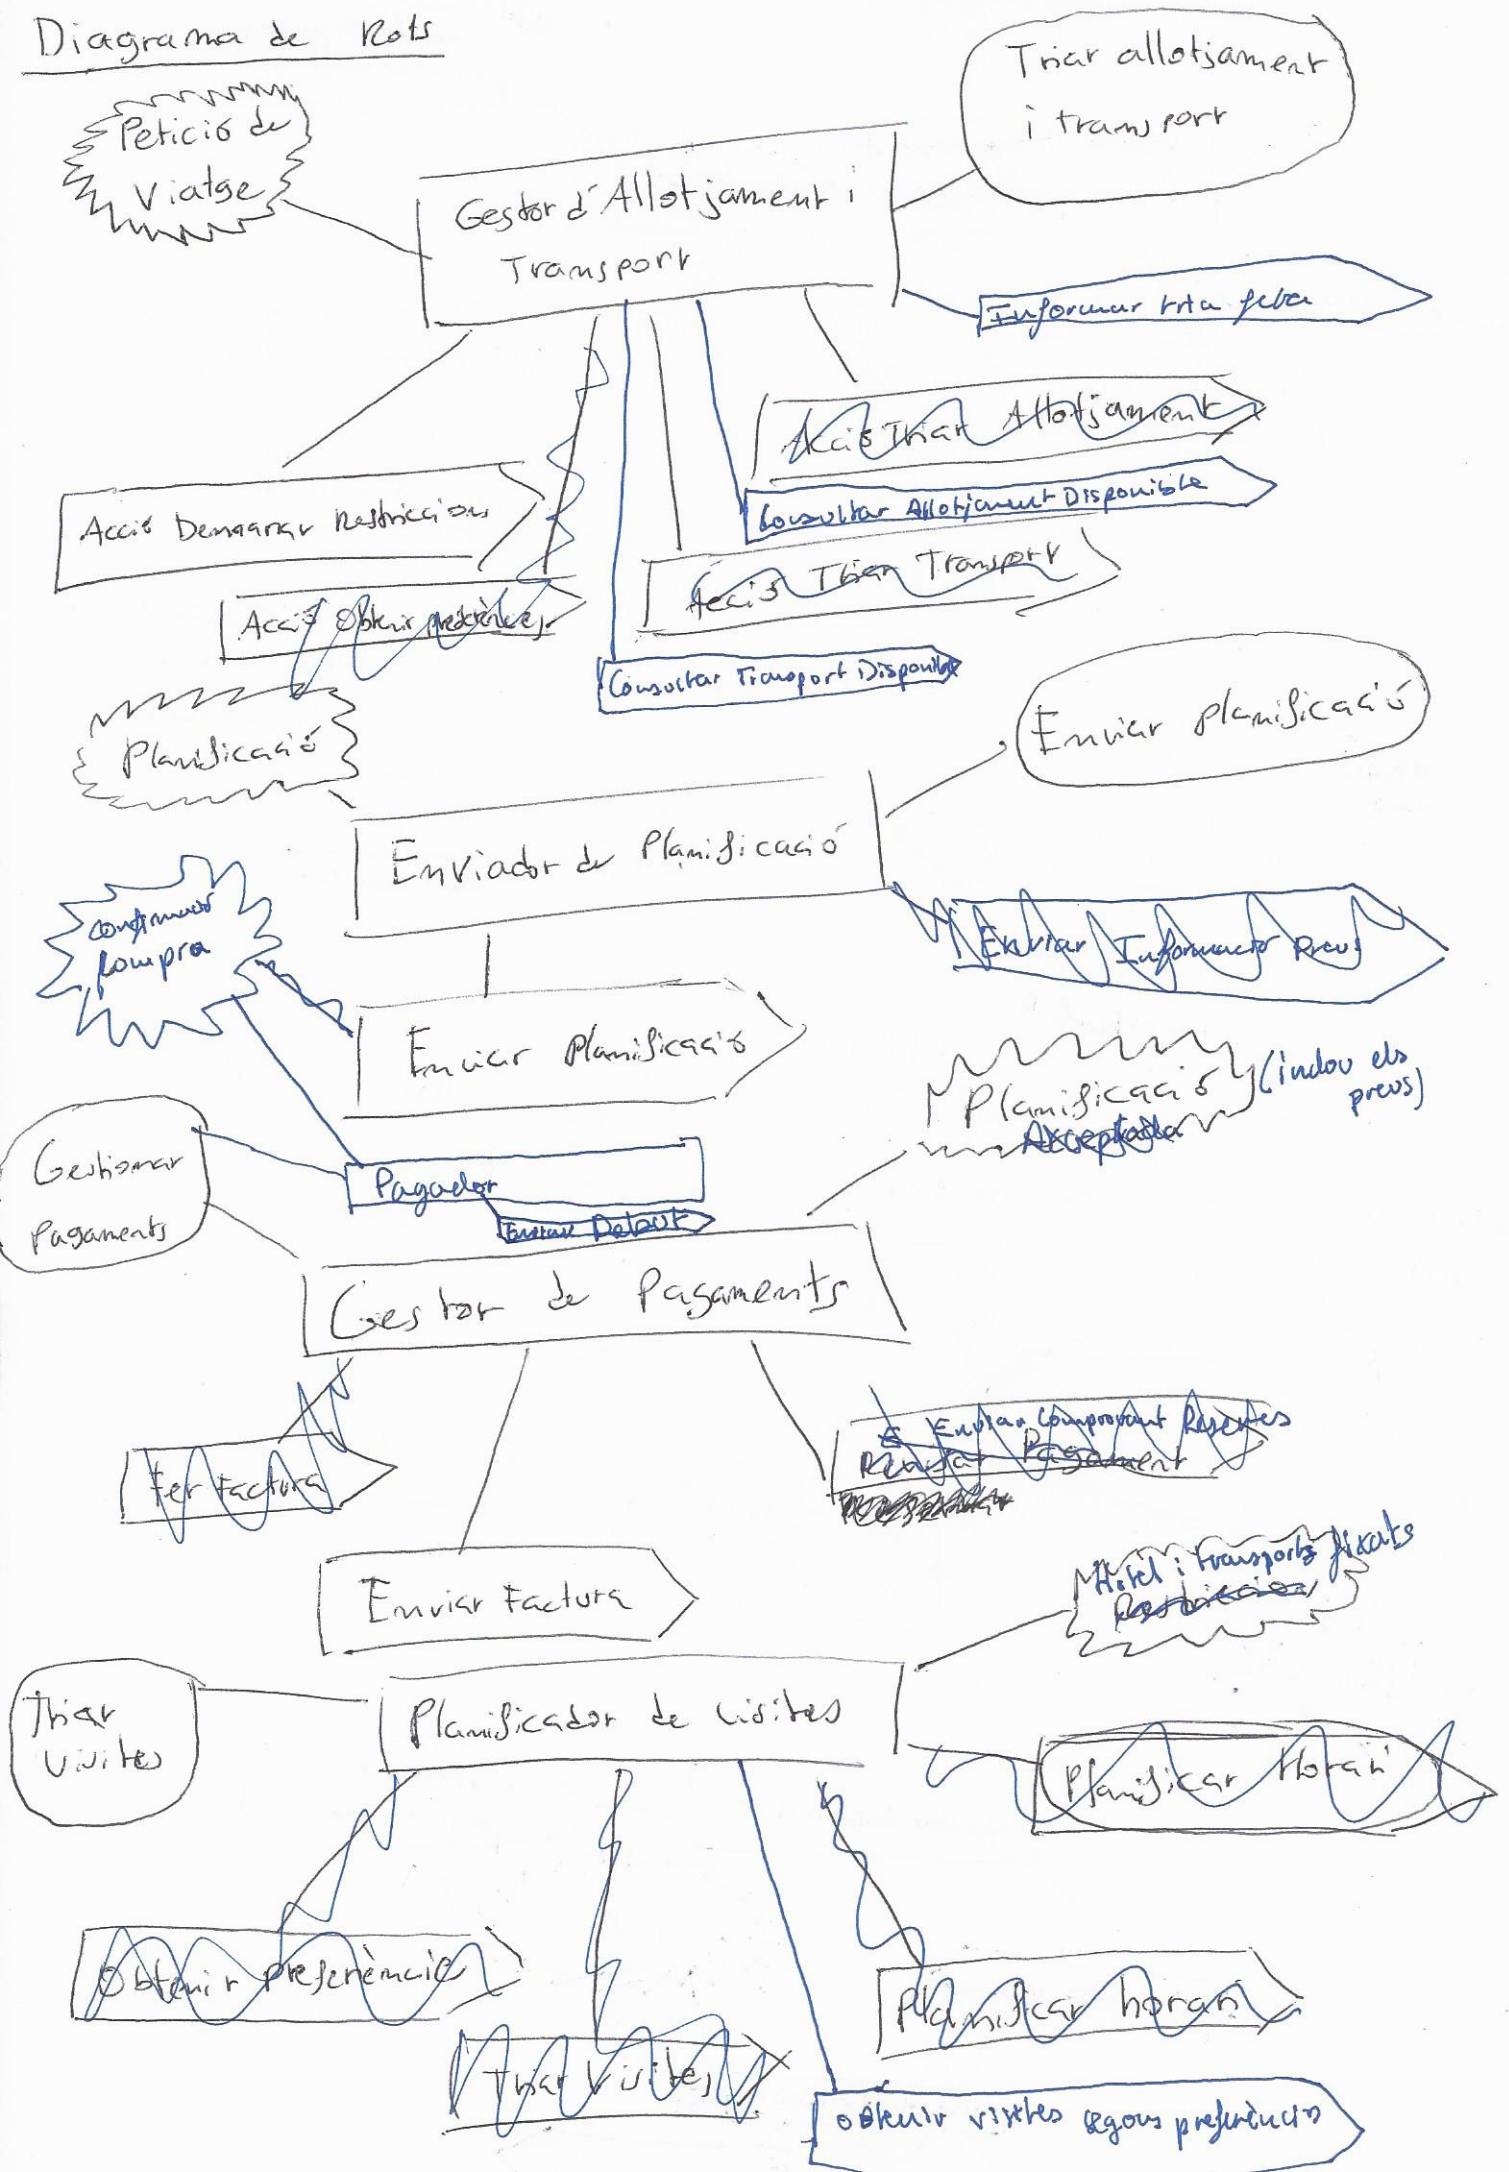 Diagrama de Rols
Petició de
Viatge
Triar allotjament
i transport
Gestor d'Allotjament i
Transport
Informar tria feta
Acció Triar Allotjament
Consultar Allotjament Disponible
Acció Demanar Restriccions
Acció Triar Transport
Acció Obtenir preferències
Consultar Transport Disponible
Planificació
Enviar planificació
Enviador de Planificació
Confirmació
Compra
Enviar Informació Preus
Enviar Planificació
Planificació
Acceptada
(inclou els
preus)
Gestionar
Pagaments
Pagador
Enviar
Gestor de Pagaments
Fer Factura
Enviar Comprovant Reserves
Pagament
Enviar Factura
Hotel i transports fixats
Restriccions
Triar
Visites
Planificador de visites
Planificar Horari
Obtenir preferències
Planificar horari
Triar Visites
Obtenir visites segons preferències